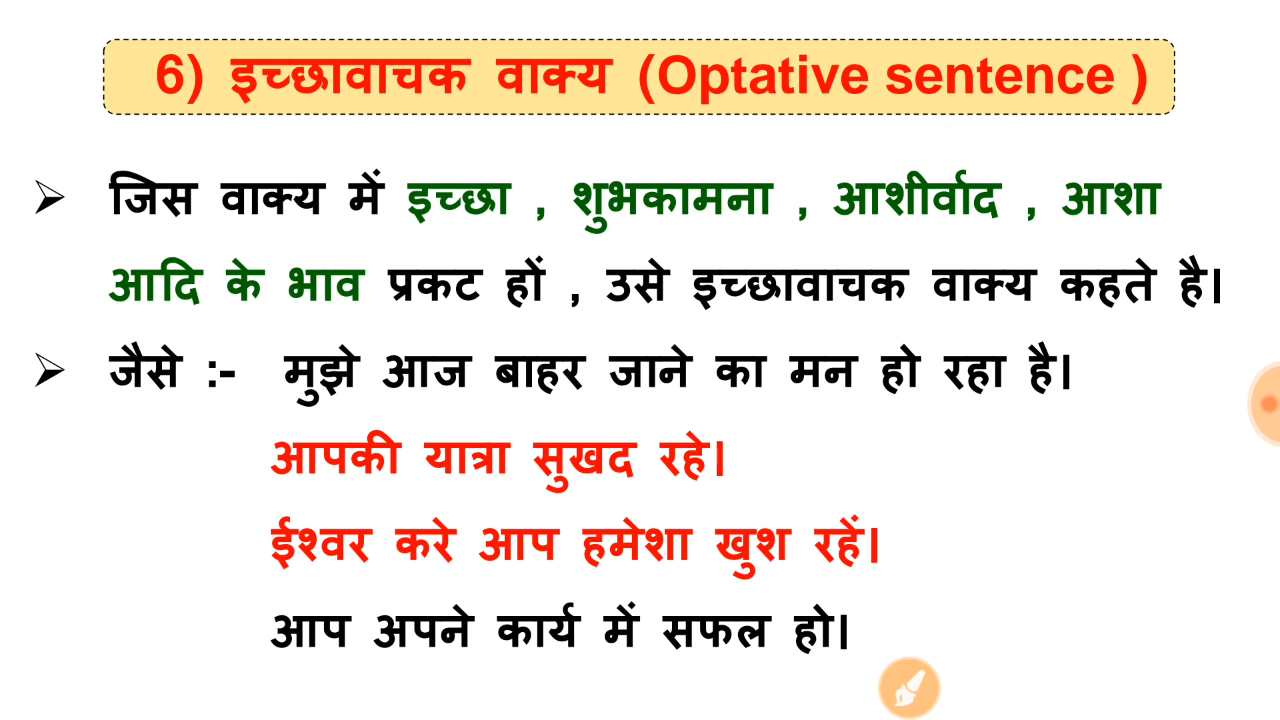 6) इच्छावाचक वाक्य (Optative sentence )
➢ जिस वाक्य में इच्छा , शुभकामना , आशीर्वाद , आशा
आदि के भाव प्रकट हों , उसे इच्छावाचक वाक्य कहते है।
➢ जैसे :- मुझे आज बाहर जाने का मन हो रहा है।
आपकी यात्रा सुखद रहे।
ईश्वर करे आप हमेशा खुश रहें।
आप अपने कार्य में सफल हो।